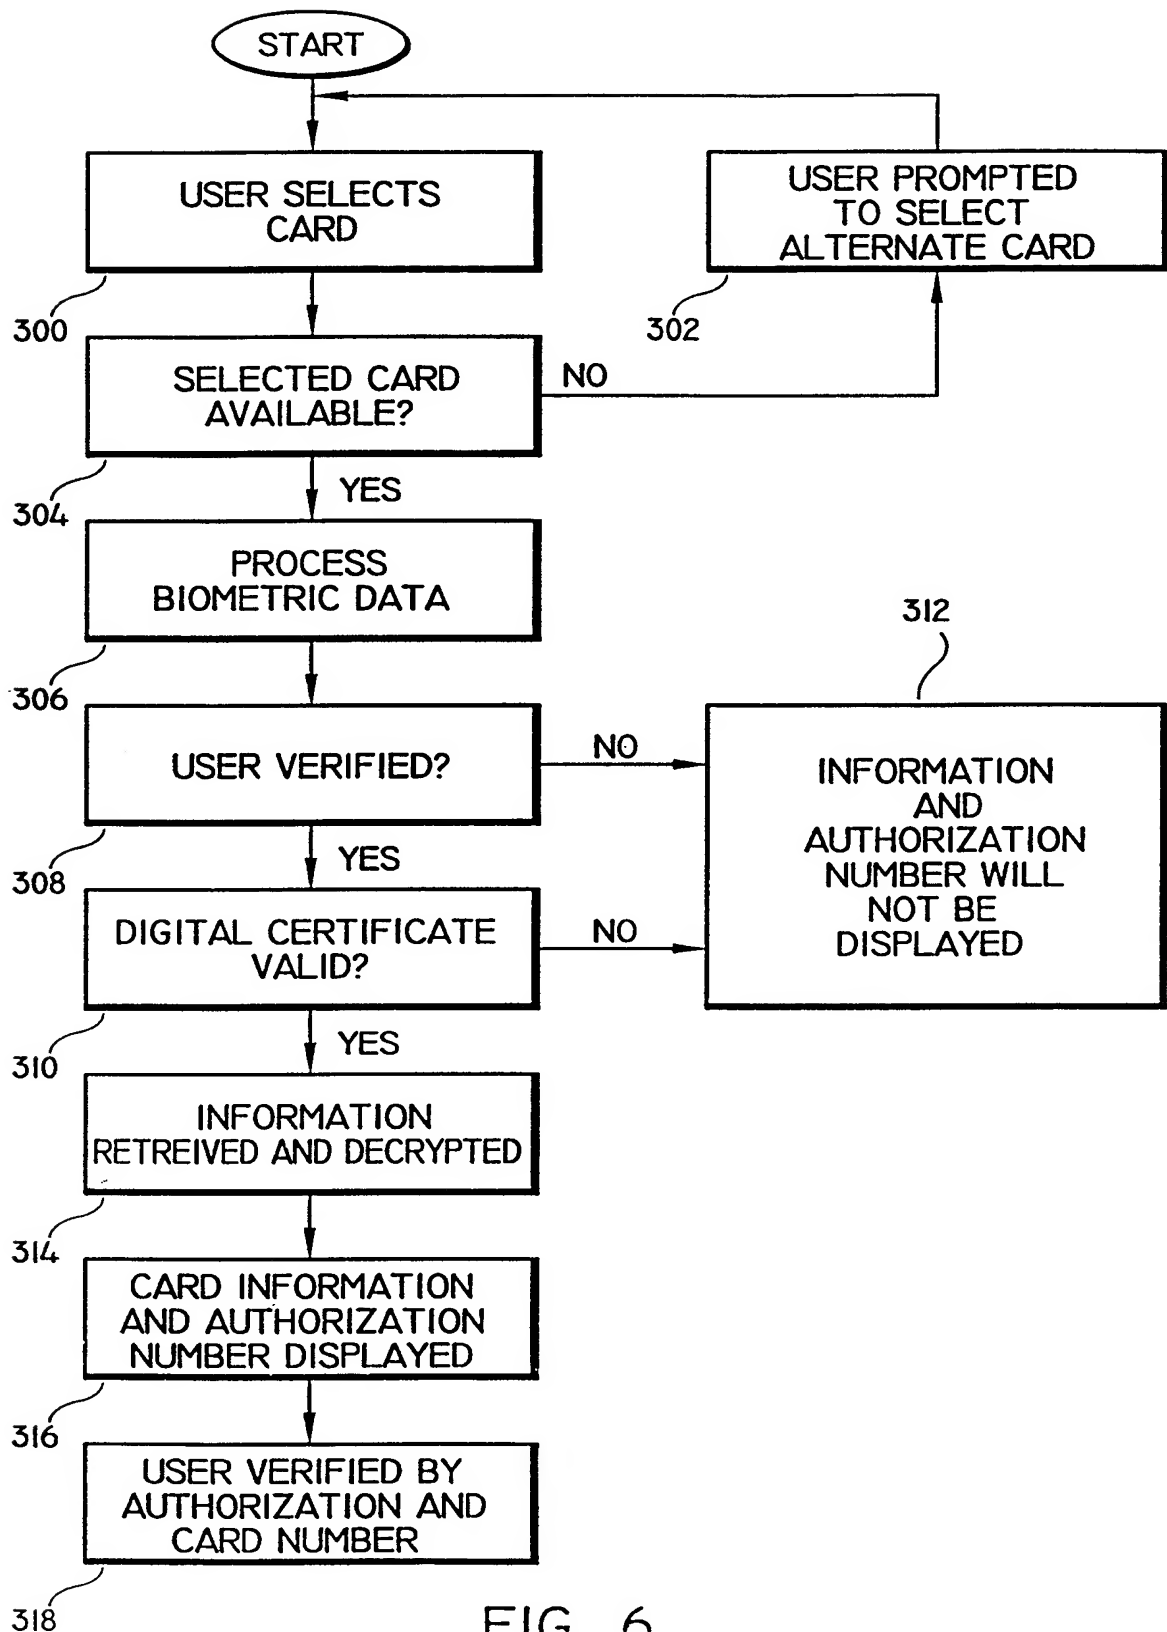 START
USER SELECTS
CARD
300
USER PROMPTED
TO SELECT
ALTERNATE CARD
302
SELECTED CARD
AVAILABLE?
NO
304
YES
PROCESS
BIOMETRIC DATA
306
312
USER VERIFIED?
NO
308
YES
INFORMATION
AND
AUTHORIZATION
NUMBER WILL
NOT BE
DISPLAYED
DIGITAL CERTIFICATE
VALID?
NO
310
YES
INFORMATION
RETREIVED AND DECRYPTED
314
CARD INFORMATION
AND AUTHORIZATION
NUMBER DISPLAYED
316
USER VERIFIED BY
AUTHORIZATION AND
CARD NUMBER
318
FIG. 6